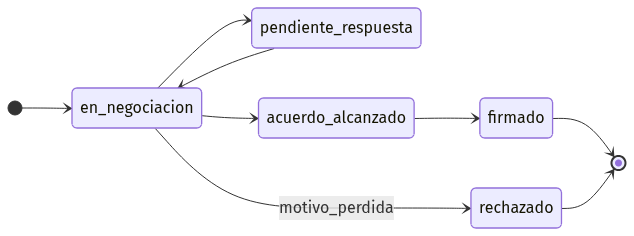 pendiente_respuesta
en_negociacion
acuerdo_alcanzado
firmado
motivo_perdida
rechazado